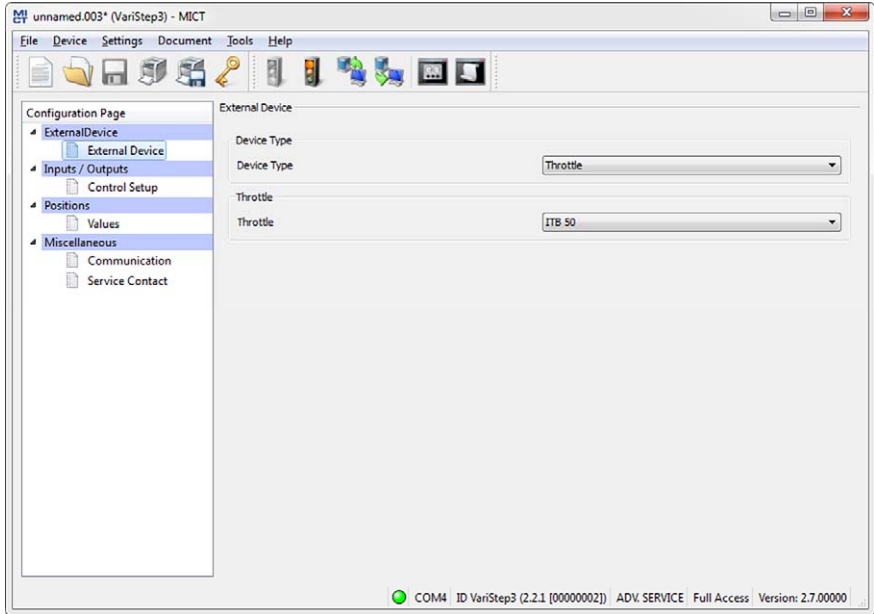 MICT unnamed.003* (VariStep3) - MICT
File Device Settings Document Tools Help
Configuration Page
ExternalDevice
External Device
Inputs / Outputs
Control Setup
Positions
Values
Miscellaneous
Communication
Service Contact
External Device
Device Type
Device Type Throttle
Throttle
Throttle ITB 50
COM4 ID VariStep3 (2.2.1 [00000002]) ADV. SERVICE Full Access Version: 2.7.00000